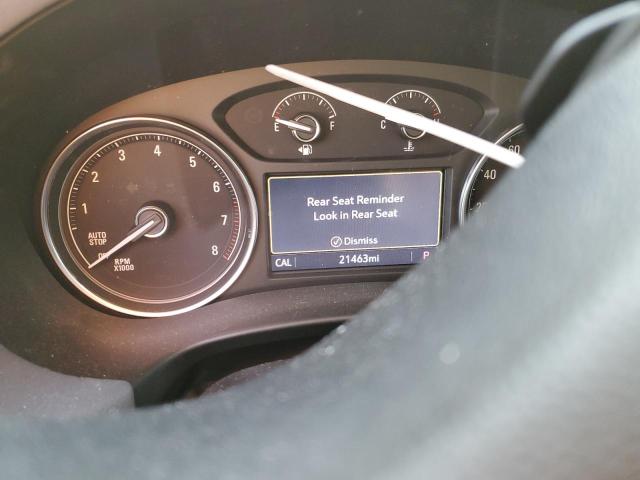 E F
C H
1 2 3 4 5 6 7 8
AUTO
STOP
OFF
RPM
X1000
60
40
Rear Seat Reminder
Look in Rear Seat
Dismiss
CAL 21463mi P